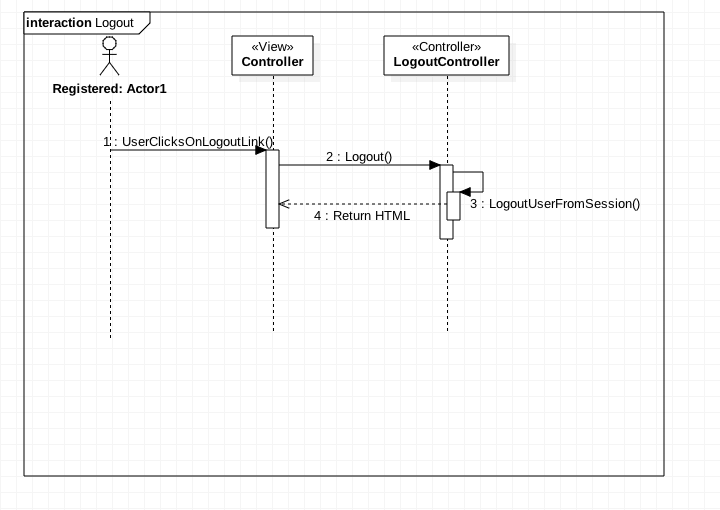 interaction Logout
«View»
Controller
«Controller»
LogoutController
Registered: Actor1
1 : UserClicksOnLogoutLink()
2 : Logout()
3 : LogoutUserFromSession()
4 : Return HTML